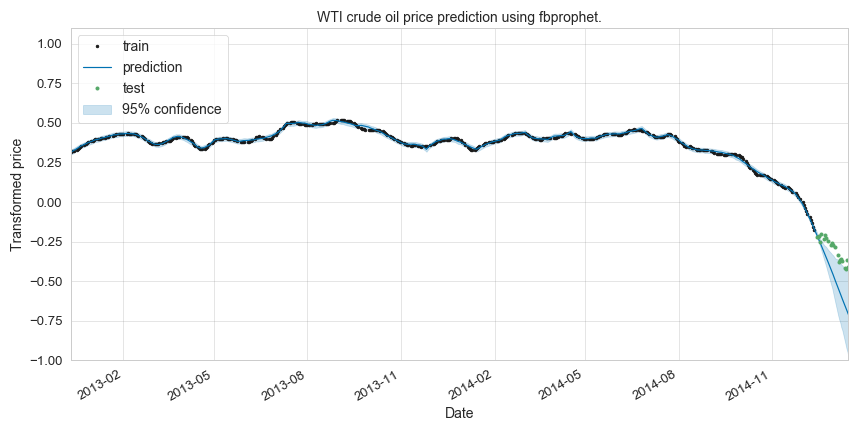 WTI crude oil price prediction using fbprophet.
train
prediction
test
95% confidence
Transformed price
1.00
0.75
0.50
0.25
0.00
−0.25
−0.50
−0.75
−1.00
2013-02
2013-05
2013-08
2013-11
2014-02
2014-05
2014-08
2014-11
Date